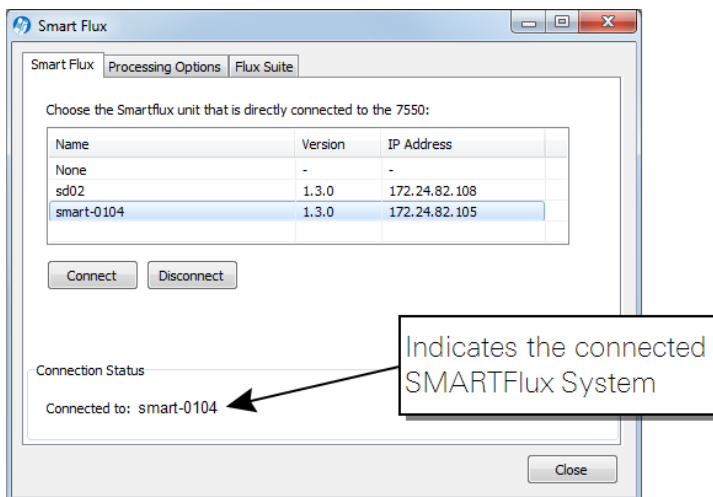 Smart Flux
Smart Flux Processing Options Flux Suite
Choose the Smartflux unit that is directly connected to the 7550:
Name Version IP Address
None - -
sd02 1.3.0 172.24.82.108
smart-0104 1.3.0 172.24.82.105
Connect Disconnect
Indicates the connected
SMARTFlux System
Connection Status
Connected to: smart-0104
Close